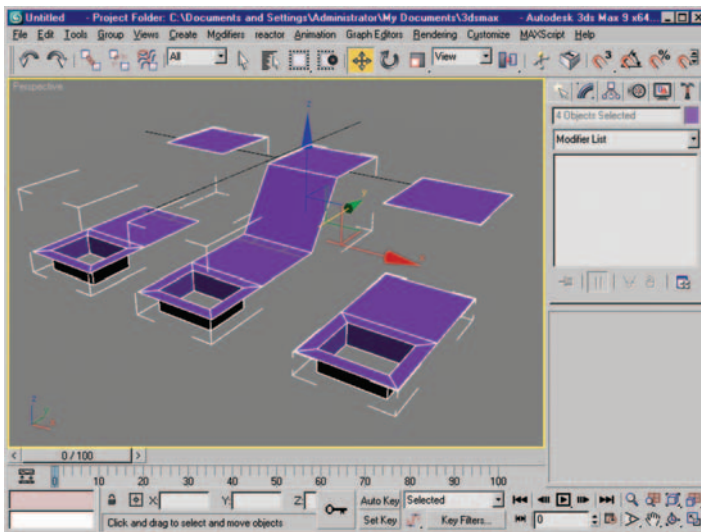 Untitled - Project Folder: C:\Documents and Settings\Administrator\My Documents\3dsmax - Autodesk 3ds Max 9 x64...
File Edit Tools Group Views Create Modifiers reactor Animation Graph Editors Rendering Customize MAXScript Help
All View 3 %
Perspective
z
4 Objects Selected
Modifier List
z
0 / 100
0 10 20 30 40 50 60 70 80 90 100
X: Y: Z: Auto Key Selected
Click and drag to select and move objects Set Key Key Filters... 0